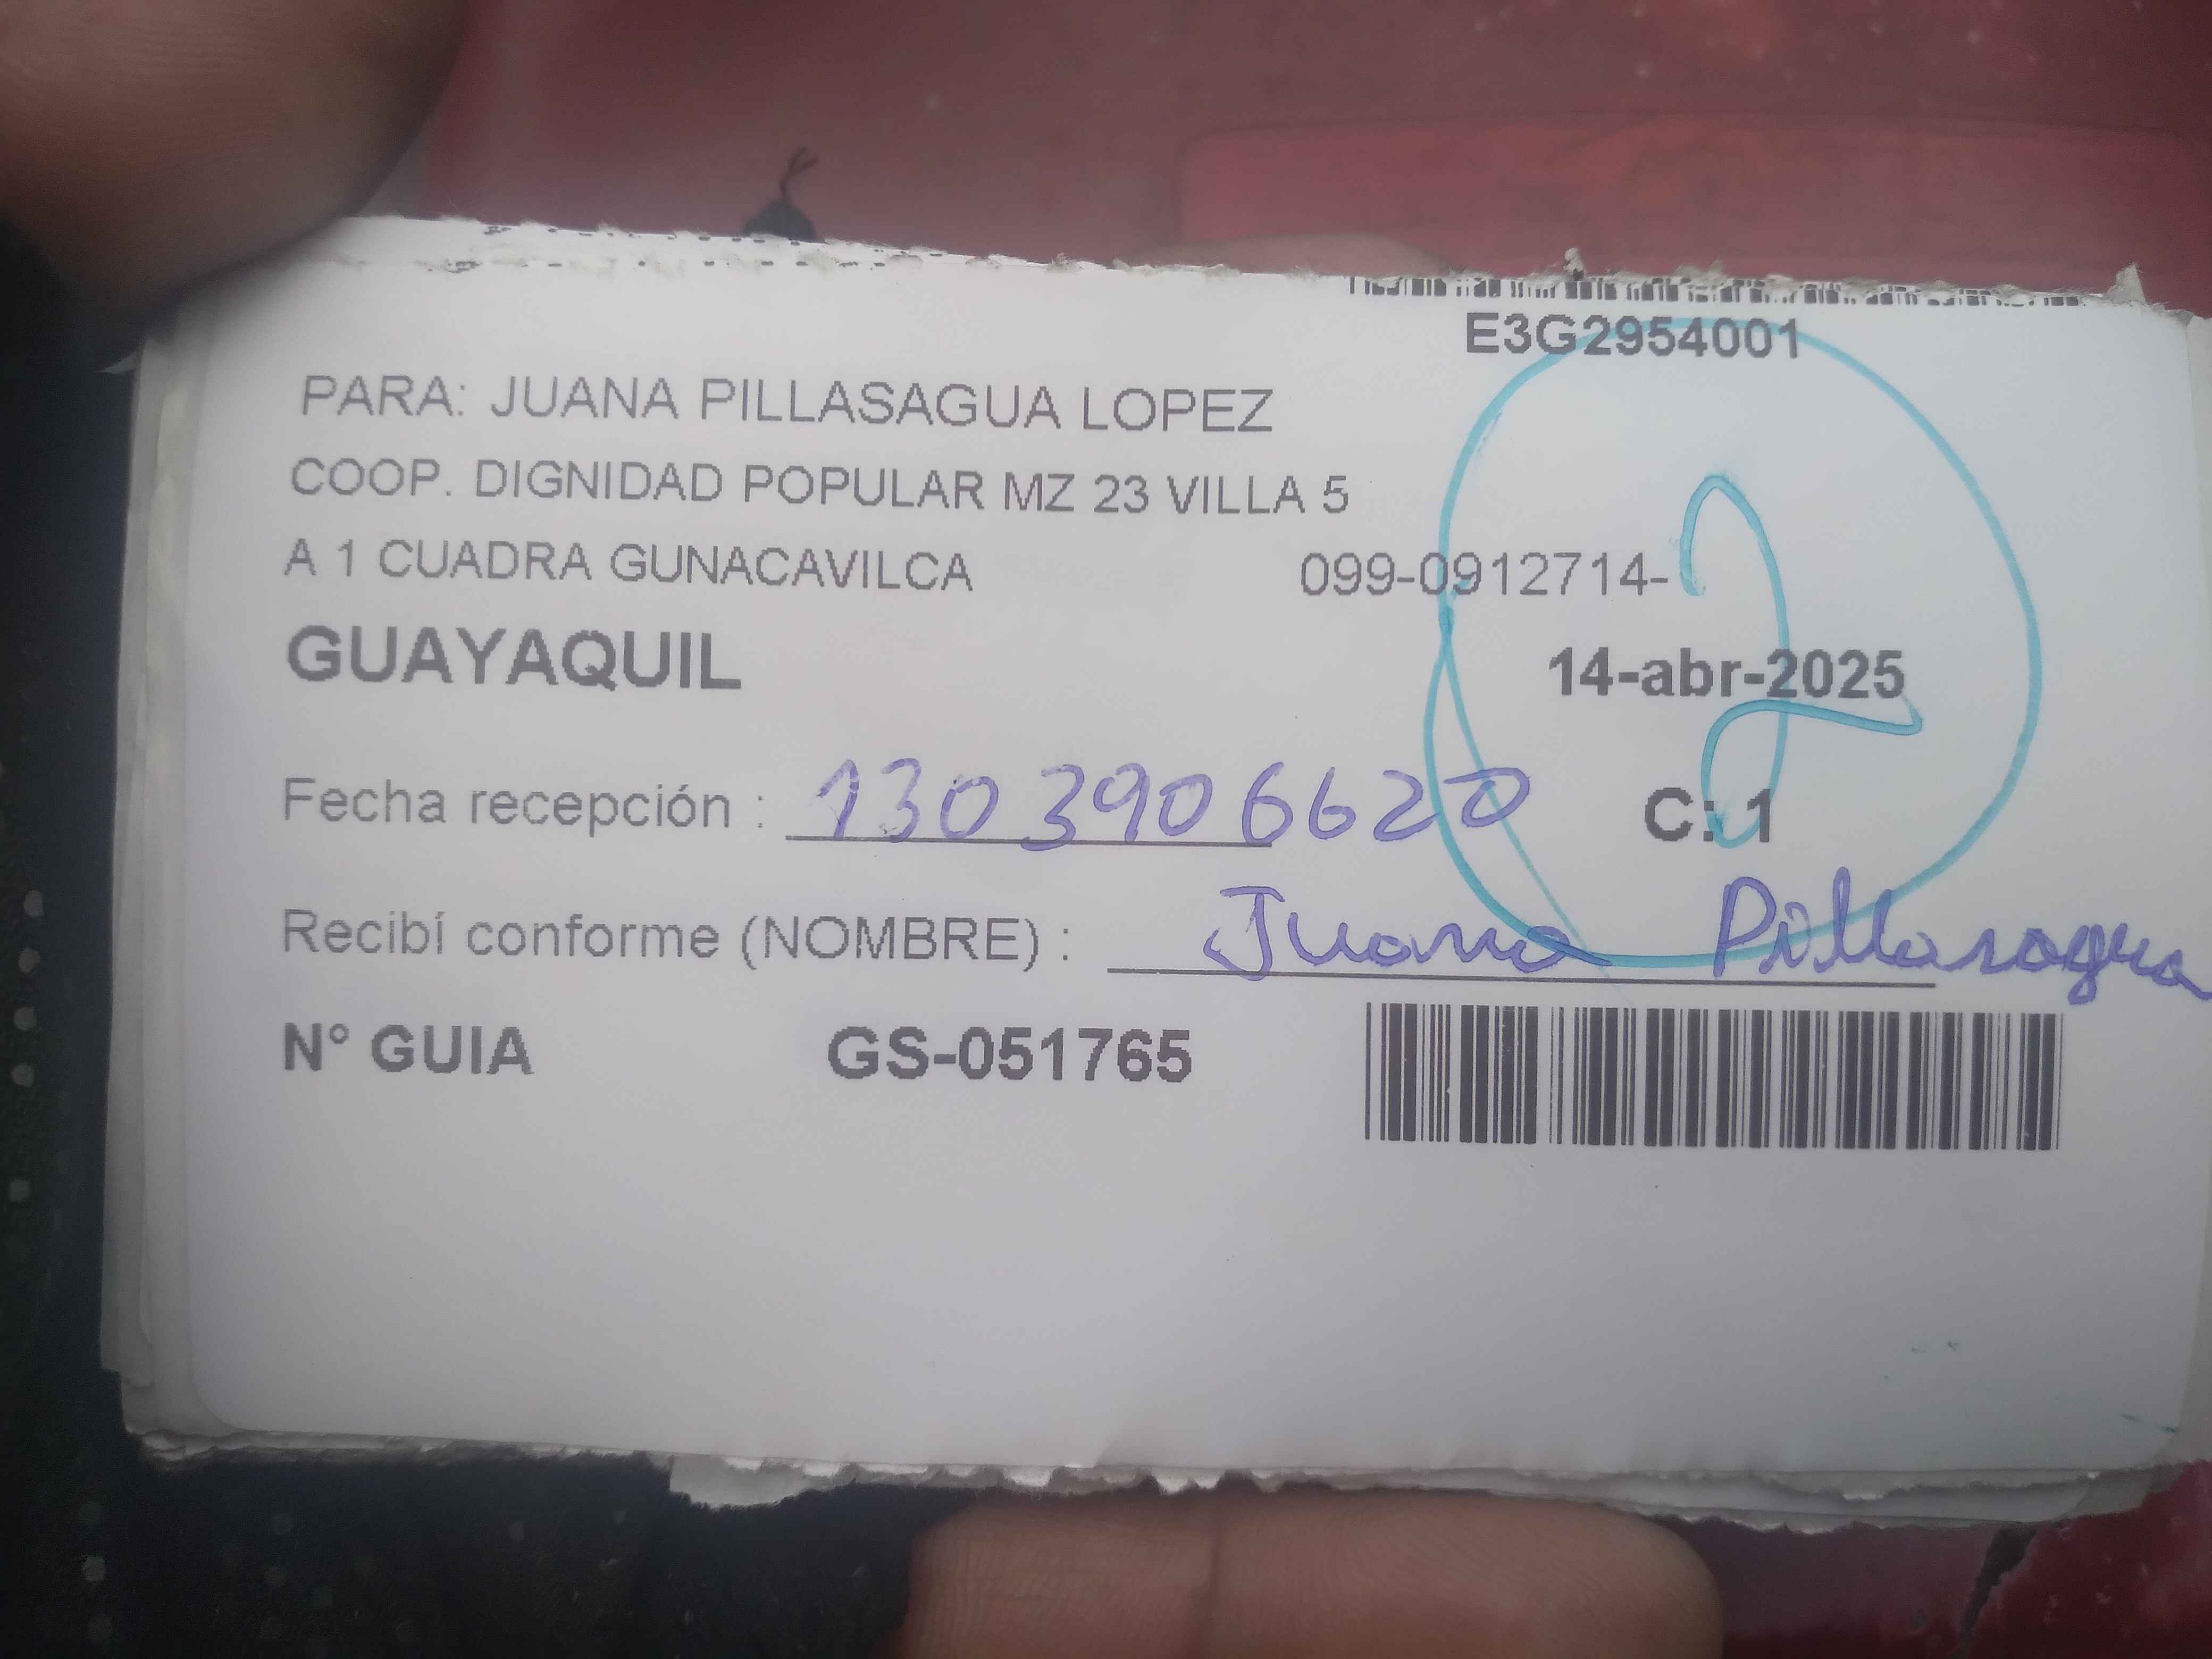 E3G2954001
PARA: JUANA PILLASAGUA LOPEZ
COOP. DIGNIDAD POPULAR MZ 23 VILLA 5
A 1 CUADRA GUNACAVILCA 099-0912714-
GUAYAQUIL 14-abr-2025
Fecha recepción : 1303906620 C: 1
Recibí conforme (NOMBRE) : Juana Pillasagua
N° GUIA GS-051765